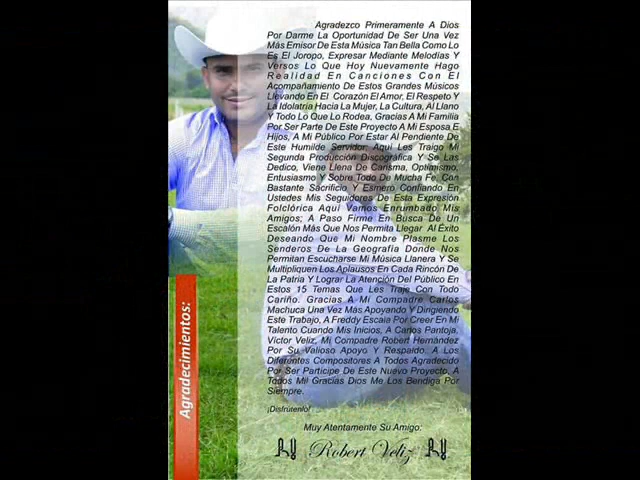 Agradezco Primeramente A Dios
Por Darme La Oportunidad De Ser Una Vez
Más Emisor De Esta Música Tan Bella Como Lo
Es El Joropo, Expresar Mediante Melodías Y
Versos Lo Que Hoy Nuevamente Hago
Realidad En Canciones Con El
Acompañamiento De Estos Grandes Músicos
Llevando En El Corazón El Amor, El Respeto Y
La Idolatría Hacia La Mujer, La Cultura, Al Llano
Y Todo Lo Que Lo Rodea, Gracias A Mi Familia
Por Ser Parte De Este Proyecto A Mi Esposa E
Hijos, A Mi Público Por Estar Al Pendiente De
Este Humilde Servidor. Aquí Les Traigo Mi
Segunda Producción Discográfica Y Se Las
Dedico, Viene Llena De Carisma, Optimismo,
Entusiasmo Y Sobre Todo De Mucha Fe, Con
Bastante Sacrificio Y Esmero Confiando En
Ustedes Mis Seguidores De Esta Expresión
Folclórica Aquí Vamos Enrumbado Mis
Amigos; A Paso Firme En Busca De Un
Escalón Más Que Nos Permita Llegar Al Éxito
Deseando Que Mi Nombre Plasme Los
Senderos De La Geografía Donde Nos
Permitan Escucharse Mi Música Llanera Y Se
Multipliquen Los Aplausos En Cada Rincón De
La Patria Y Lograr La Atención Del Público En
Estos 15 Temas Que Les Traje Con Todo
Cariño. Gracias A Mi Compadre Carlos
Machuca Una Vez Más Apoyando Y Dirigiendo
Este Trabajo, A Freddy Escaia Por Creer En Mi
Talento Cuando Mis Inicios, A Carlos Pantoja,
Víctor Veliz, Mi Compadre Robert Hernández
Por Su Valioso Apoyo Y Respaldo. A Los
Diferentes Compositores A Todos Agradecido
Por Ser Participe De Este Nuevo Proyecto, A
Todos Mil Gracias Dios Me Los Bendiga Por
Siempre.
¡Disfrútenlo!
Muy Atentamente Su Amigo:
Robert Veliz
Agradecimientos: